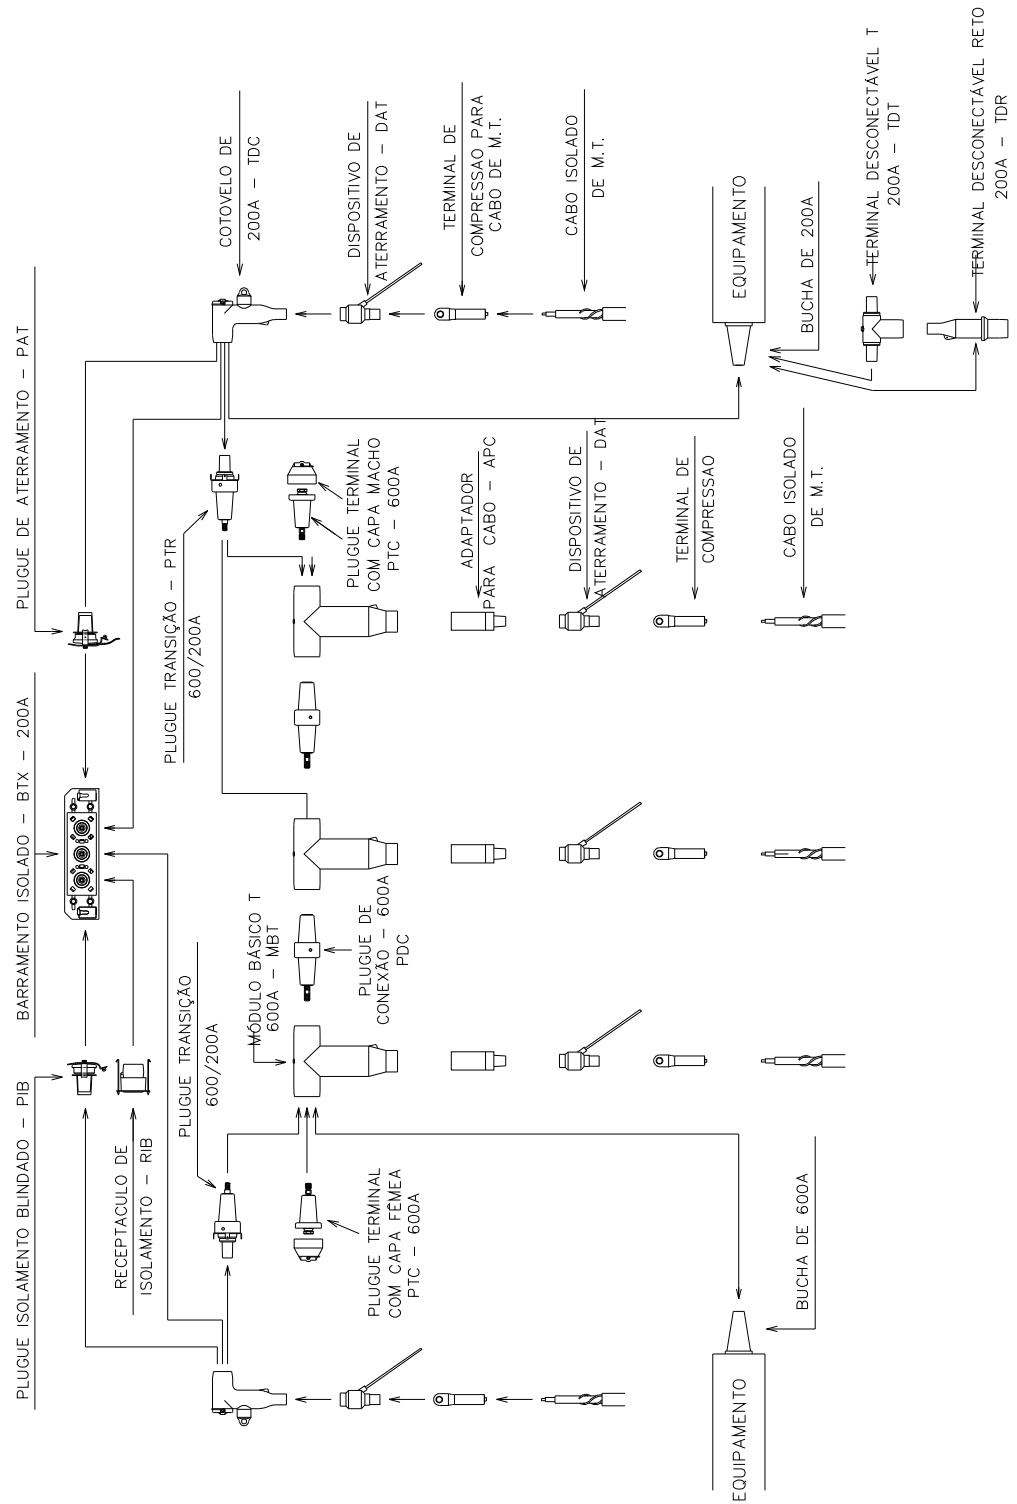 PLUGUE ISOLAMENTO BLINDADO – PIB
BARRAMENTO ISOLADO – BTX – 200A
PLUGUE DE ATERRAMENTO – PAT
RECEPTACULO DE
ISOLAMENTO – RIB
PLUGUE TRANSIÇÃO
600/200A
PLUGUE TRANSIÇÃO – PTR
600/200A
COTOVELO DE
200A – TDC
MÓDULO BÁSICO T
600A – MBT
PLUGUE TERMINAL
COM CAPA FÊMEA
PTC – 600A
PLUGUE DE
CONEXÃO – 600A
PDC
PLUGUE TERMINAL
COM CAPA MACHO
PTC – 600A
DISPOSITIVO DE
ATERRAMENTO – DAT
TERMINAL DE
COMPRESSAO PARA
CABO DE M.T.
CABO ISOLADO
DE M.T.
ADAPTADOR
PARA CABO – APC
DISPOSITIVO DE
ATERRAMENTO – DAT
TERMINAL DE
COMPRESSAO
CABO ISOLADO
DE M.T.
EQUIPAMENTO
BUCHA DE 600A
EQUIPAMENTO
BUCHA DE 200A
TERMINAL DESCONECTÁVEL T
200A – TDT
TERMINAL DESCONECTÁVEL RETO
200A – TDR